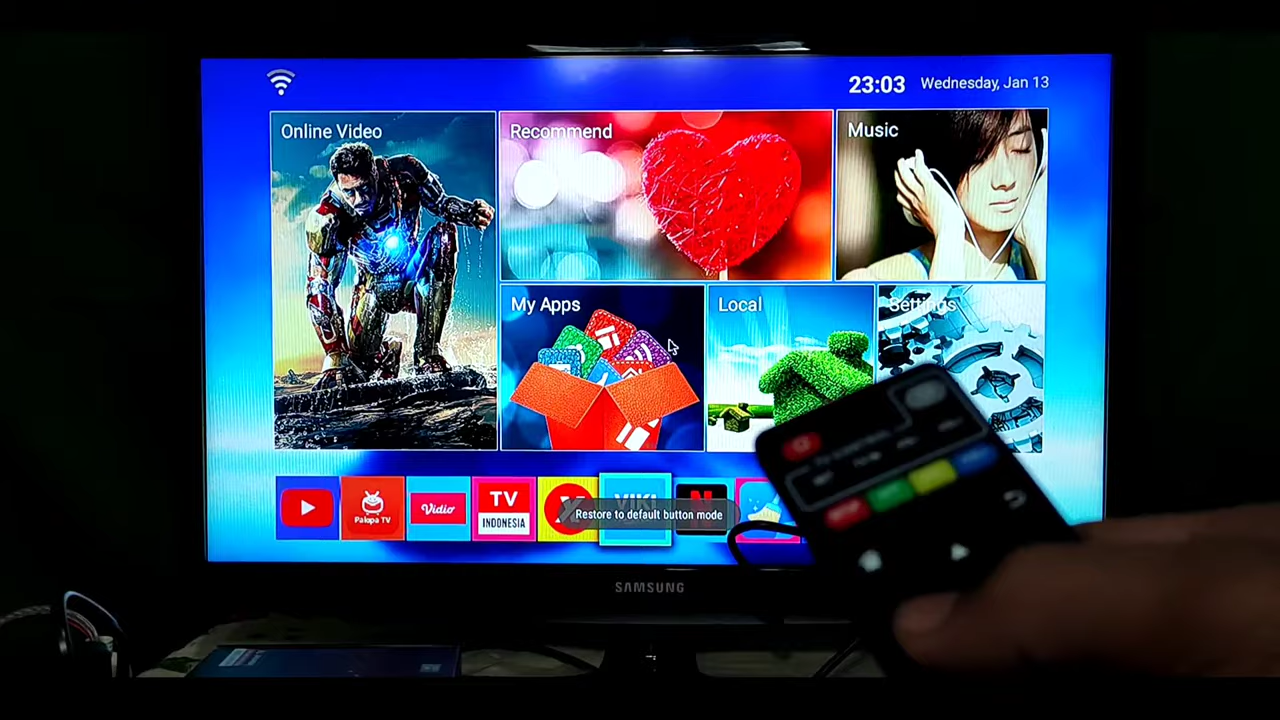 23:03 Wednesday, Jan 13
Online Video
Recommend
Music
My Apps
Local
Settings
Palapa TV
Vidio
TV
INDONESIA
X
VIKI
N
Restore to default button mode
SAMSUNG